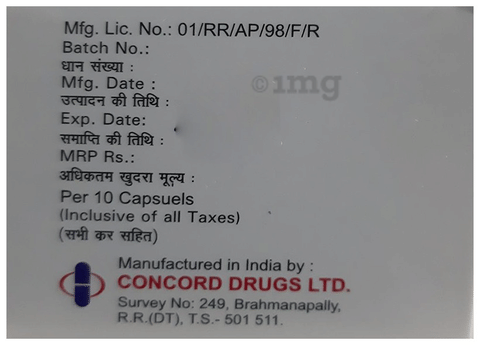 Mfg. Lic. No.: 01/RR/AP/98/F/R
Batch No.:
धान संख्या :
Mfg. Date :
उत्पादन की तिथि :
Exp. Date:
समाप्ति की तिथि :
MRP Rs.:
अधिकतम खुदरा मूल्य :
Per 10 Capsuels
(Inclusive of all Taxes)
(सभी कर सहित)
Manufactured in India by :
CONCORD DRUGS LTD.
Survey No: 249, Brahmanapally,
R.R.(DT), T.S.- 501 511.
©1mg